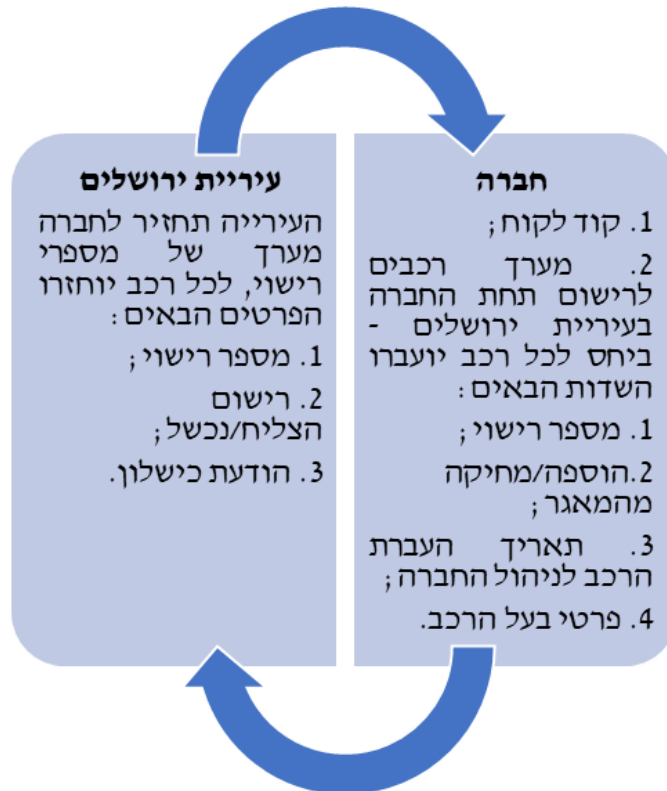 חברה
1. קוד לקוח;
2. מערך רכבים
לרישום תחת החברה
בעיריית ירושלים -
ביחס לכל רכב יועברו
השדות הבאים:
1. מספר רישוי;
2.הוספה/מחיקה
מהמאגר;
3. תאריך העברת
הרכב לניהול החברה;
4. פרטי בעל הרכב.
עיריית ירושלים
העירייה תחזיר לחברה
מערך של מספרי
רישוי, לכל רכב יוחזרו
הפרטים הבאים:
1. מספר רישוי;
2. רישום
הצליח/נכשל;
3. הודעת כישלון.